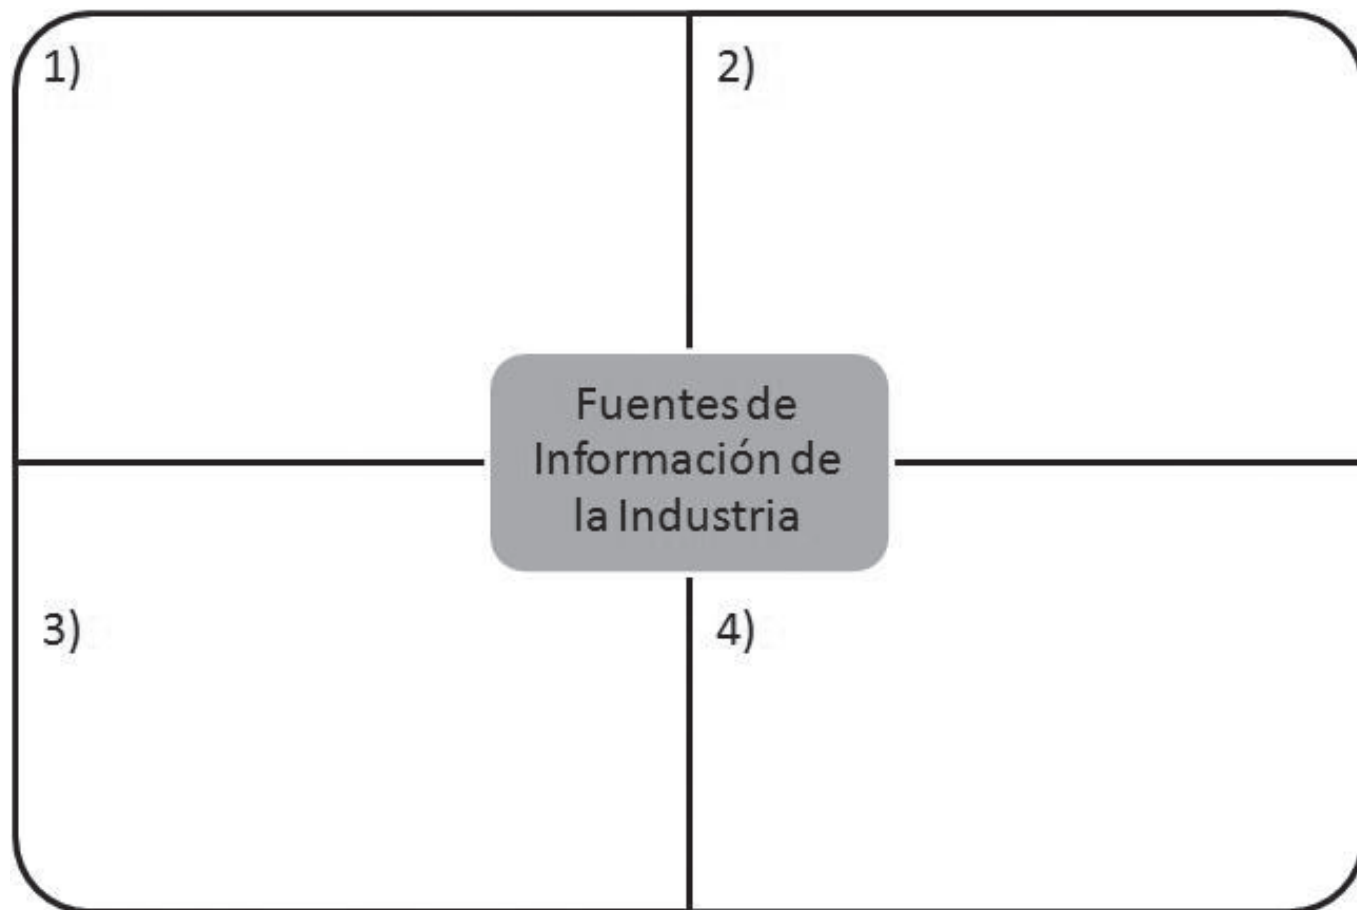 1)
2)
Fuentes de
Información de
la Industria
3)
4)